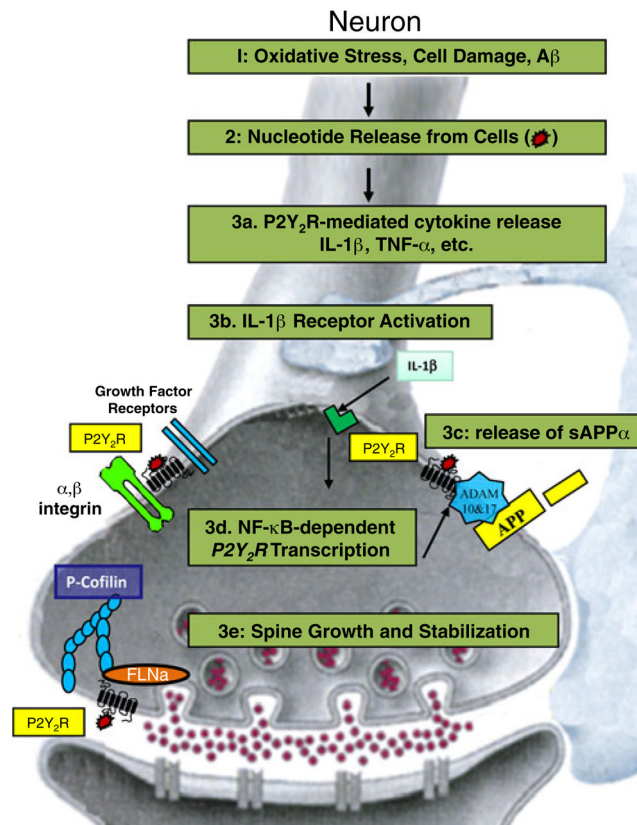 Neuron
I: Oxidative Stress, Cell Damage, Aβ
2: Nucleotide Release from Cells ( )
3a. P2Y₂R-mediated cytokine release
IL-1β, TNF-α, etc.
3b. IL-1β Receptor Activation
IL-1β
Growth Factor
Receptors
P2Y₂R
P2Y₂R
3c: release of sAPPα
α,β
integrin
ADAM
10&17
APP
3d. NF-κB-dependent
P2Y₂R Transcription
P-Cofilin
3e: Spine Growth and Stabilization
FLNa
P2Y₂R